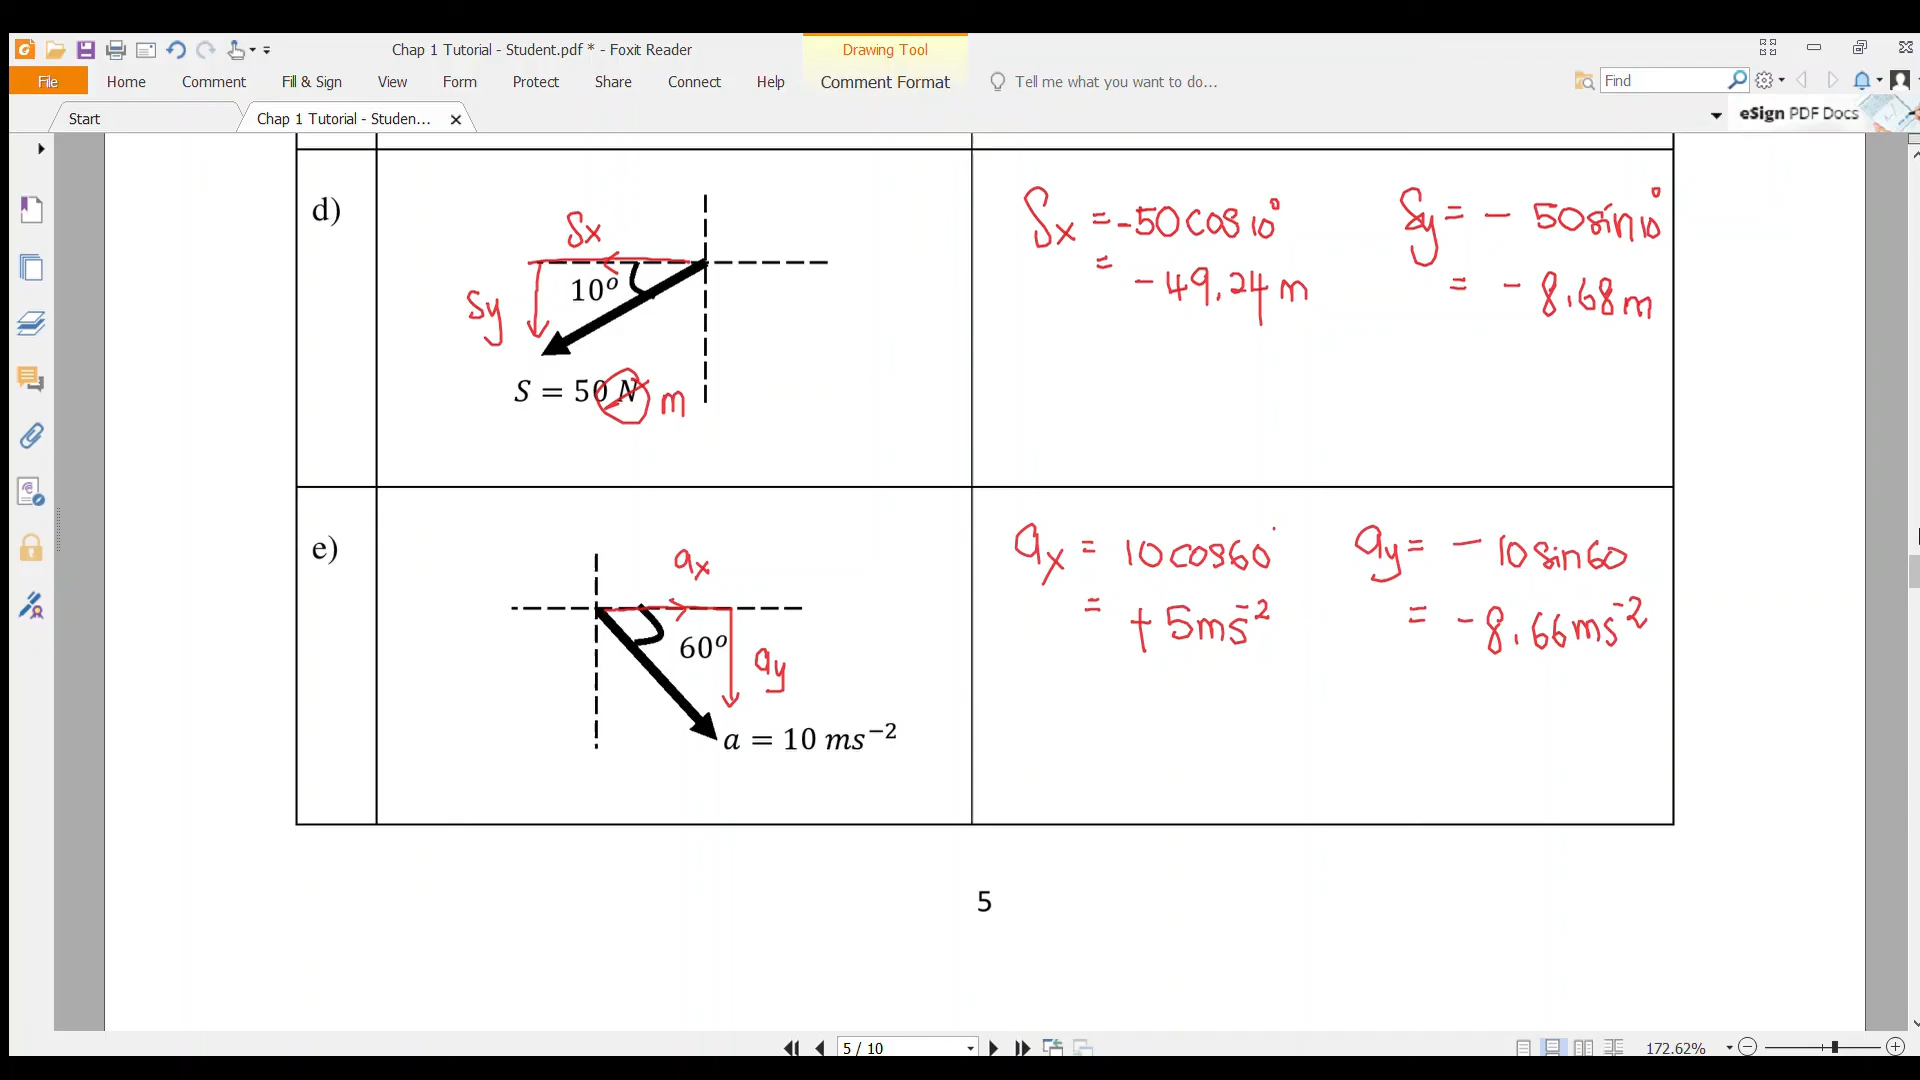 Chap 1 Tutorial - Student.pdf * - Foxit Reader
Drawing Tool
File Home Comment Fill & Sign View Form Protect Share Connect Help Comment Format Tell me what you want to do... Find
Start Chap 1 Tutorial - Studen... eSign PDF Docs
d)
Sx
10°
Sy
S = 50 N m
Sx = -50cos10°
= -49.24 m
Sy = - 50sin10°
= - 8.68 m
e)
ax
60°
ay
a = 10 ms⁻²
ax = 10cos60°
= +5ms⁻²
ay = - 10sin60
= -8.66ms⁻²
5
5 / 10
172.62%